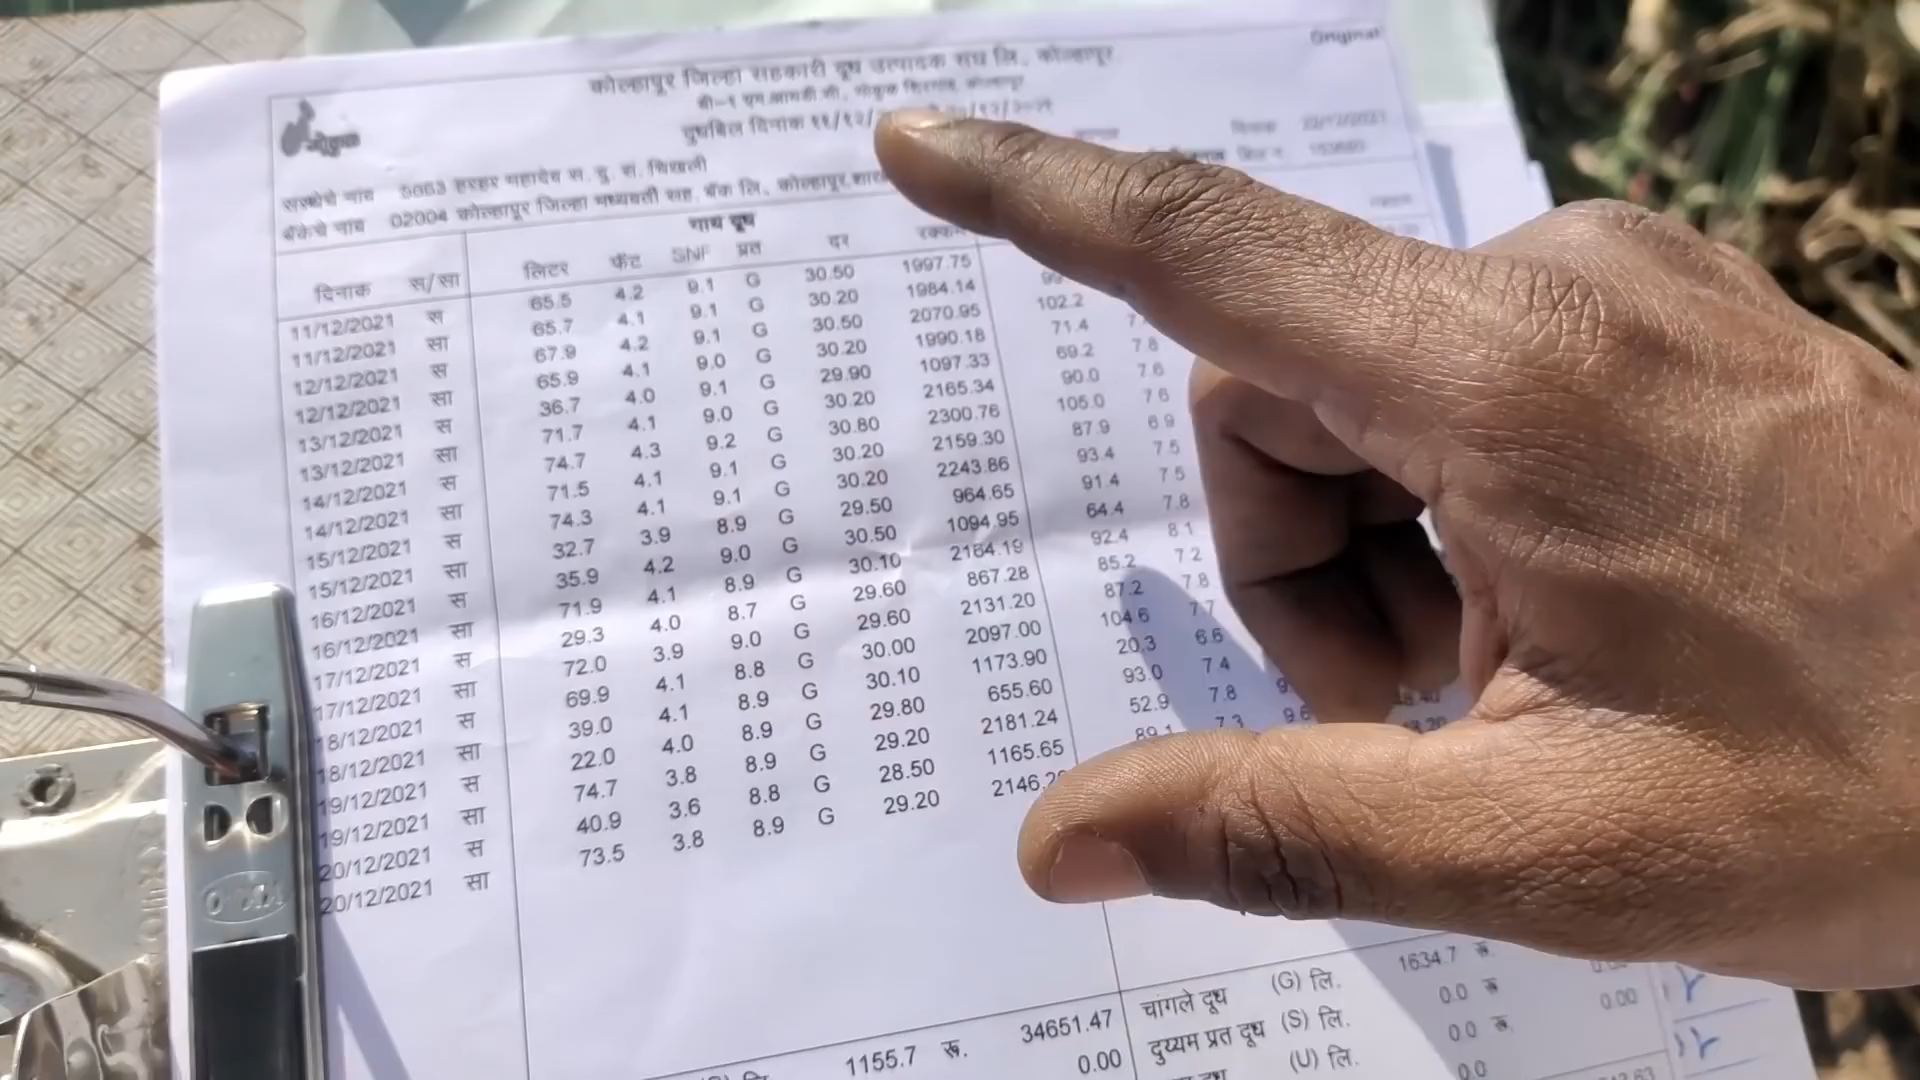 Original
कोल्हापूर जिल्हा सहकारी दूध उत्पादक संघ लि., कोल्हापूर
बी-१ एम.आय.डी.सी., गोकुळ शिरगांव, कोल्हापूर
दुधबिल दिनांक ११/१२/
गोकुळ
दिनांक 22/12/2021
संस्थेचे नाव 5663 हरहर महादेव स. दु. सं. चिखली
बँकेचे नाव 02004 कोल्हापूर जिल्हा मध्यवर्ती सह. बँक लि., कोल्हापूर,शाखा
गाय दूध
दिनांक स/सा लिटर फॅट SNF प्रत दर रक्कम
11/12/2021 स 65.5 4.2 9.1 G 30.50 1997.75
11/12/2021 सा 65.7 4.1 9.1 G 30.20 1984.14 102.2
12/12/2021 स 67.9 4.2 9.1 G 30.50 2070.95 71.4
12/12/2021 सा 65.9 4.1 9.0 G 30.20 1990.18 69.2 7.8
13/12/2021 स 36.7 4.0 9.1 G 29.90 1097.33 90.0 7.6
13/12/2021 सा 71.7 4.1 9.0 G 30.20 2165.34 105.0 7.6
14/12/2021 स 74.7 4.3 9.2 G 30.80 2300.76 87.9 6.9
14/12/2021 सा 71.5 4.1 9.1 G 30.20 2159.30 93.4 7.5
15/12/2021 स 74.3 4.1 9.1 G 30.20 2243.86 91.4 7.5
15/12/2021 सा 32.7 3.9 8.9 G 29.50 964.65 64.4 7.8
16/12/2021 स 35.9 4.2 9.0 G 30.50 1094.95 92.4 8.1
16/12/2021 सा 71.9 4.1 8.9 G 30.10 2164.19 85.2 7.2
17/12/2021 स 29.3 4.0 8.7 G 29.60 867.28 87.2 7.8
17/12/2021 सा 72.0 3.9 9.0 G 29.60 2131.20 104.6 7.7
18/12/2021 स 69.9 4.1 8.8 G 30.00 2097.00 20.3 6.6
18/12/2021 सा 39.0 4.1 8.9 G 30.10 1173.90 93.0 7.4
19/12/2021 स 22.0 4.0 8.9 G 29.80 655.60 52.9 7.8
19/12/2021 सा 74.7 3.8 8.9 G 29.20 2181.24 89.1 7.3 9.6
20/12/2021 स 40.9 3.6 8.8 G 28.50 1165.65
20/12/2021 सा 73.5 3.8 8.9 G 29.20
1155.7 रू. 34651.47 चांगले दूध (G) लि. 1634.7 रू.
0.00 दुय्यम प्रत दूध (S) लि. 0.0 रू. 0.00
(U) लि. 0.0 रू.
0.0